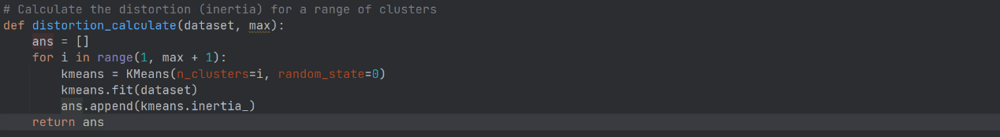 # Calculate the distortion (inertia) for a range of clusters
def distortion_calculate(dataset, max):
    ans = []
    for i in range(1, max + 1):
        kmeans = KMeans(n_clusters=i, random_state=0)
        kmeans.fit(dataset)
        ans.append(kmeans.inertia_)
    return ans